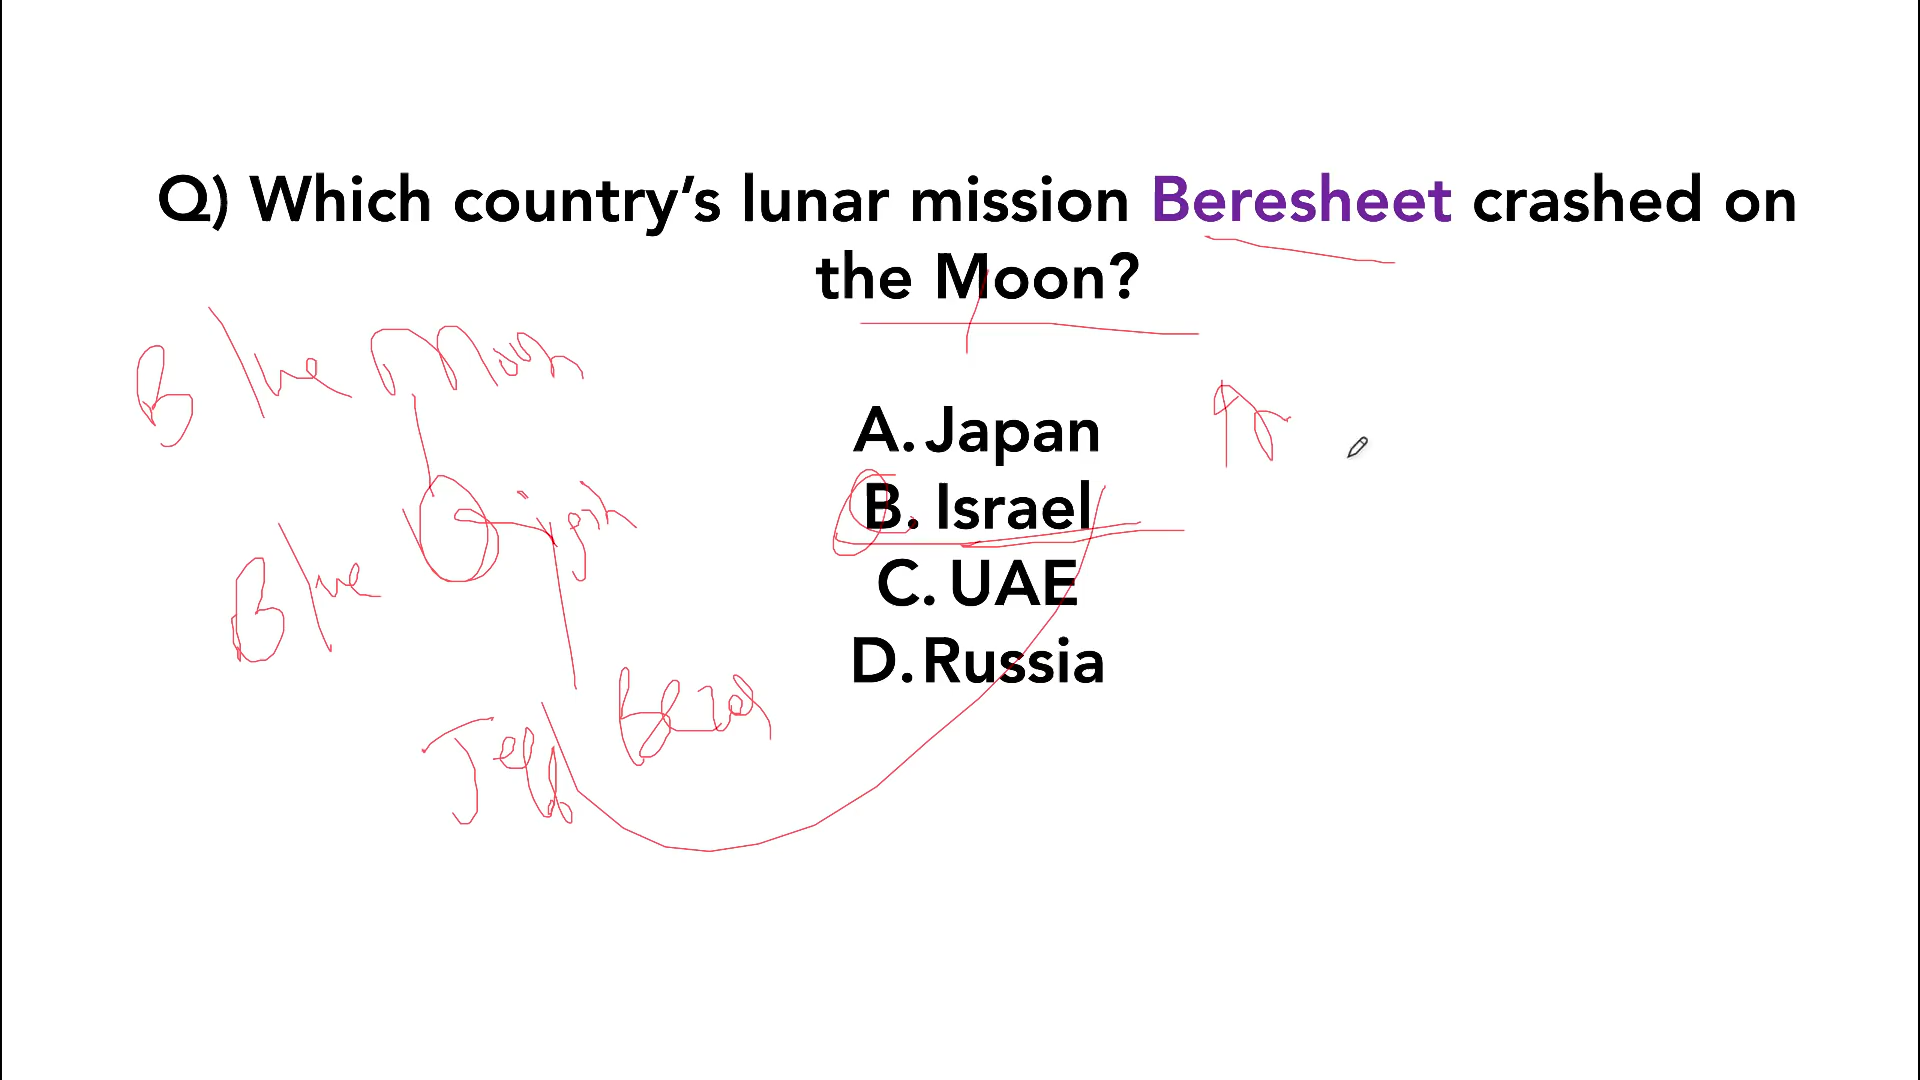 Q) Which country’s lunar mission Beresheet crashed on
the Moon?
Blue Moon
A. Japan
B. Israel
Blue Origin
C. UAE
D. Russia
Jeff Bezos